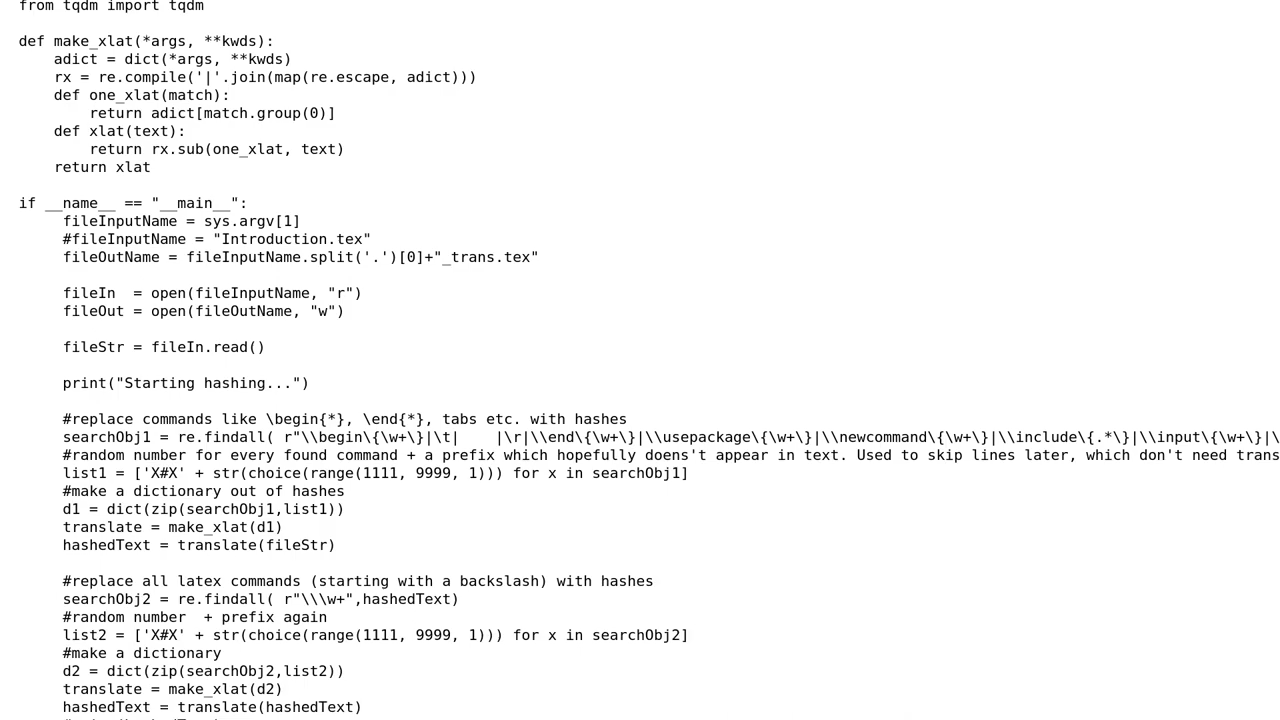 from tqdm import tqdm
def make_xlat(*args, **kwds):
    adict = dict(*args, **kwds)
    rx = re.compile('|'.join(map(re.escape, adict)))
    def one_xlat(match):
        return adict[match.group(0)]
    def xlat(text):
        return rx.sub(one_xlat, text)
    return xlat
if __name__ == "__main__":
     fileInputName = sys.argv[1]
     #fileInputName = "Introduction.tex"
     fileOutName = fileInputName.split('.')[0]+"_trans.tex"
     fileIn  = open(fileInputName, "r")
     fileOut = open(fileOutName, "w")
     fileStr = fileIn.read()
     print("Starting hashing...")
     #replace commands like \begin{*}, \end{*}, tabs etc. with hashes
     searchObj1 = re.findall( r"\\begin\{\w+\}|\t|    |\r|\\end\{\w+\}|\\usepackage\{\w+\}|\\newcommand\{\w+\}|\\include\{.*\}|\\input\{\w+\}|\
     #random number for every found command + a prefix which hopefully doens't appear in text. Used to skip lines later, which don't need trans
     list1 = ['X#X' + str(choice(range(1111, 9999, 1))) for x in searchObj1]
     #make a dictionary out of hashes
     d1 = dict(zip(searchObj1,list1))
     translate = make_xlat(d1)
     hashedText = translate(fileStr)
     #replace all latex commands (starting with a backslash) with hashes
     searchObj2 = re.findall( r"\\\w+",hashedText)
     #random number  + prefix again
     list2 = ['X#X' + str(choice(range(1111, 9999, 1))) for x in searchObj2]
     #make a dictionary
     d2 = dict(zip(searchObj2,list2))
     translate = make_xlat(d2)
     hashedText = translate(hashedText)